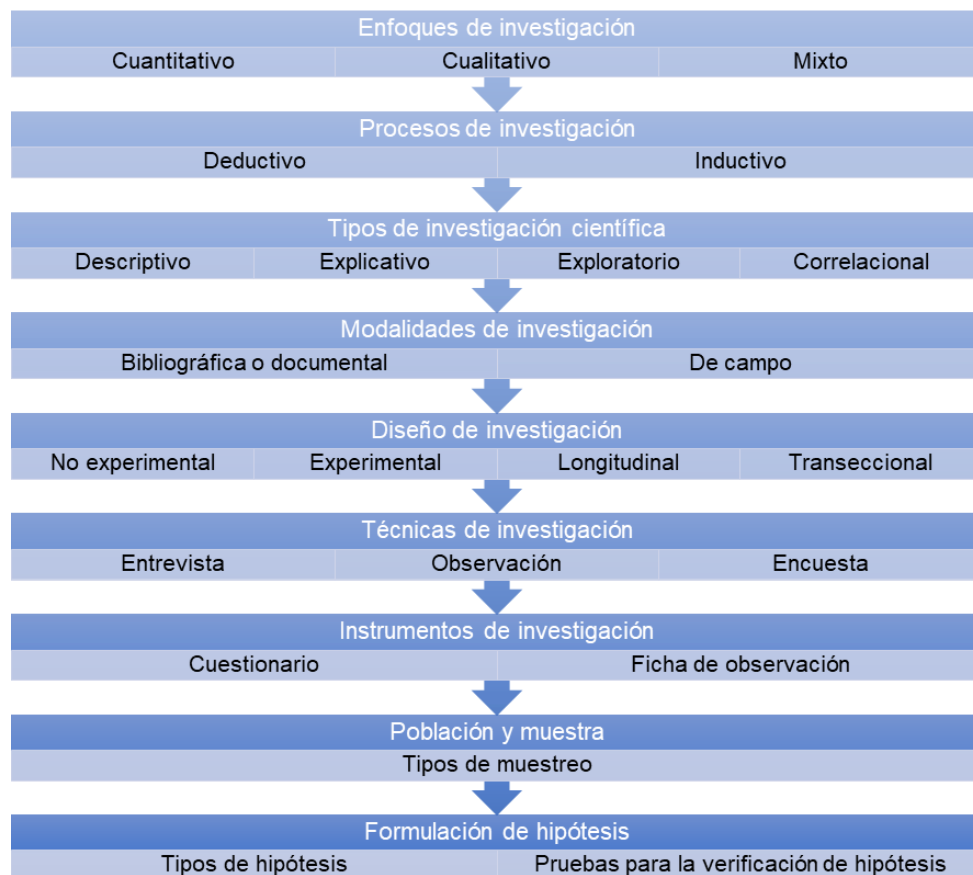 Enfoques de investigación
Cuantitativo Cualitativo Mixto
Procesos de investigación
Deductivo Inductivo
Tipos de investigación científica
Descriptivo Explicativo Exploratorio Correlacional
Modalidades de investigación
Bibliográfica o documental De campo
Diseño de investigación
No experimental Experimental Longitudinal Transeccional
Técnicas de investigación
Entrevista Observación Encuesta
Instrumentos de investigación
Cuestionario Ficha de observación
Población y muestra
Tipos de muestreo
Formulación de hipótesis
Tipos de hipótesis Pruebas para la verificación de hipótesis